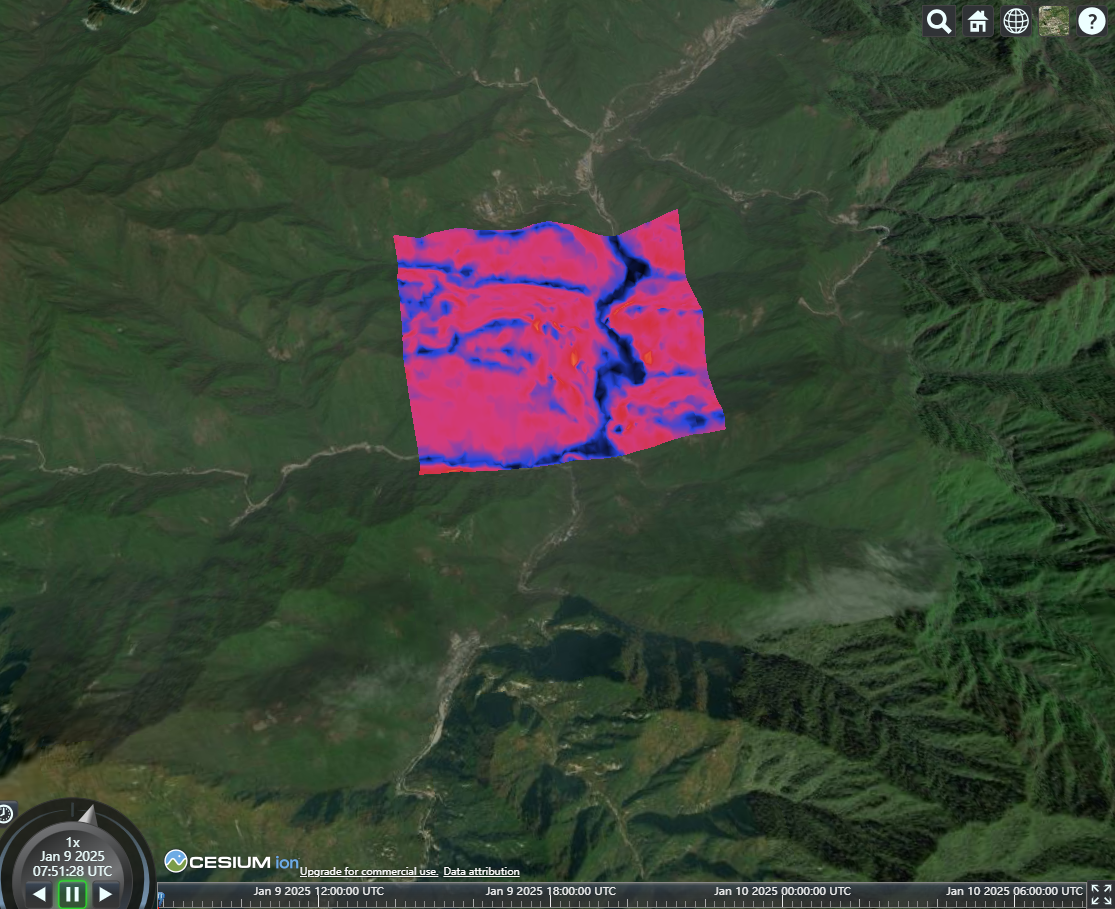 ?
1x
Jan 9 2025
07:51:28 UTC
CESIUM ion
Upgrade for commercial use. Data attribution
Jan 9 2025 12:00:00 UTC
Jan 9 2025 18:00:00 UTC
Jan 10 2025 00:00:00 UTC
Jan 10 2025 06:00:00 UTC